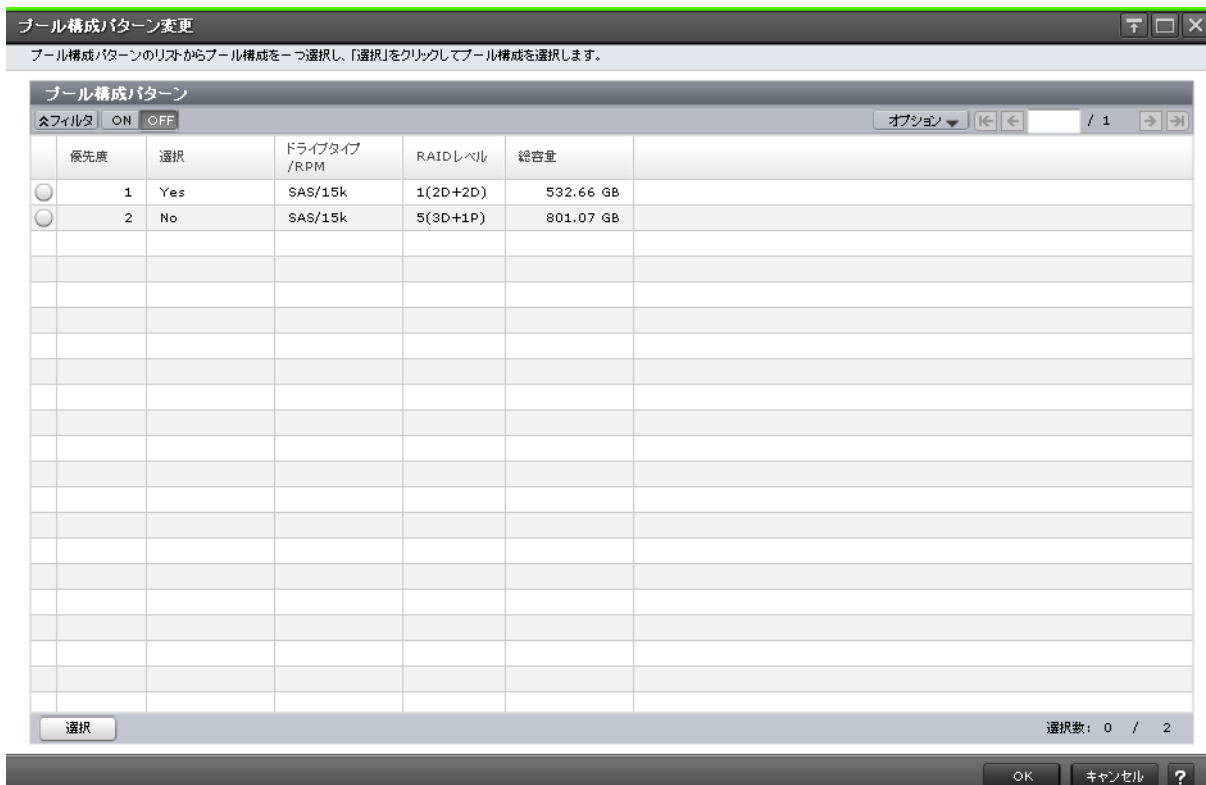 プール構成パターン変更
プール構成パターンのリストからプール構成を一つ選択し、「選択」をクリックしてプール構成を選択します。
プール構成パターン
フィルタ ON OFF オプション / 1
優先度 選択 ドライブタイプ /RPM RAIDレベル 総容量
1 Yes SAS/15k 1(2D+2D) 532.66 GB
2 No SAS/15k 5(3D+1P) 801.07 GB
選択 選択数: 0 / 2
OK キャンセル ?